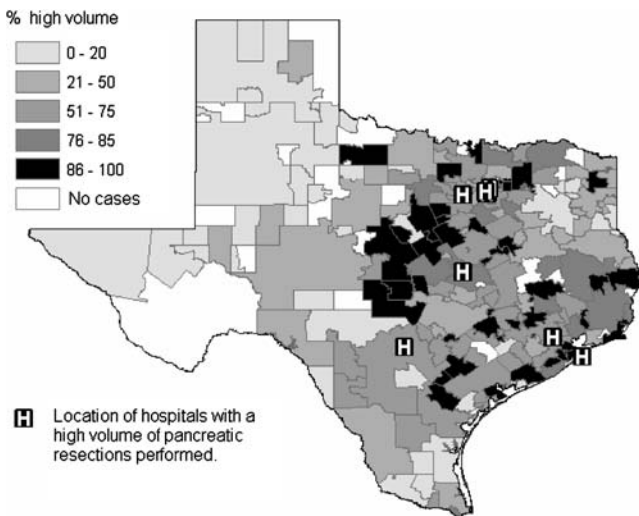 % high volume
0 - 20
21 - 50
51 - 75
76 - 85
86 - 100
No cases
H
H
H
H
H
H
H Location of hospitals with a
high volume of pancreatic
resections performed.